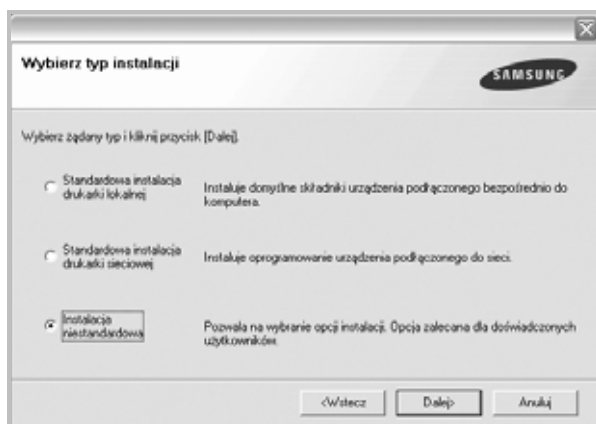 Wybierz typ instalacji
SAMSUNG
Wybierz żądany typ i kliknij przycisk [Dalej].
Standardowa instalacja
drukarki lokalnej
Instaluje domyślne składniki urządzenia podłączonego bezpośrednio do
komputera.
Standardowa instalacja
drukarki sieciowej
Instaluje oprogramowanie urządzenia podłączonego do sieci.
Instalacja
niestandardowa
Pozwala na wybranie opcji instalacji. Opcja zalecana dla doświadczonych
użytkowników.
<Wstecz
Dalej>
Anuluj